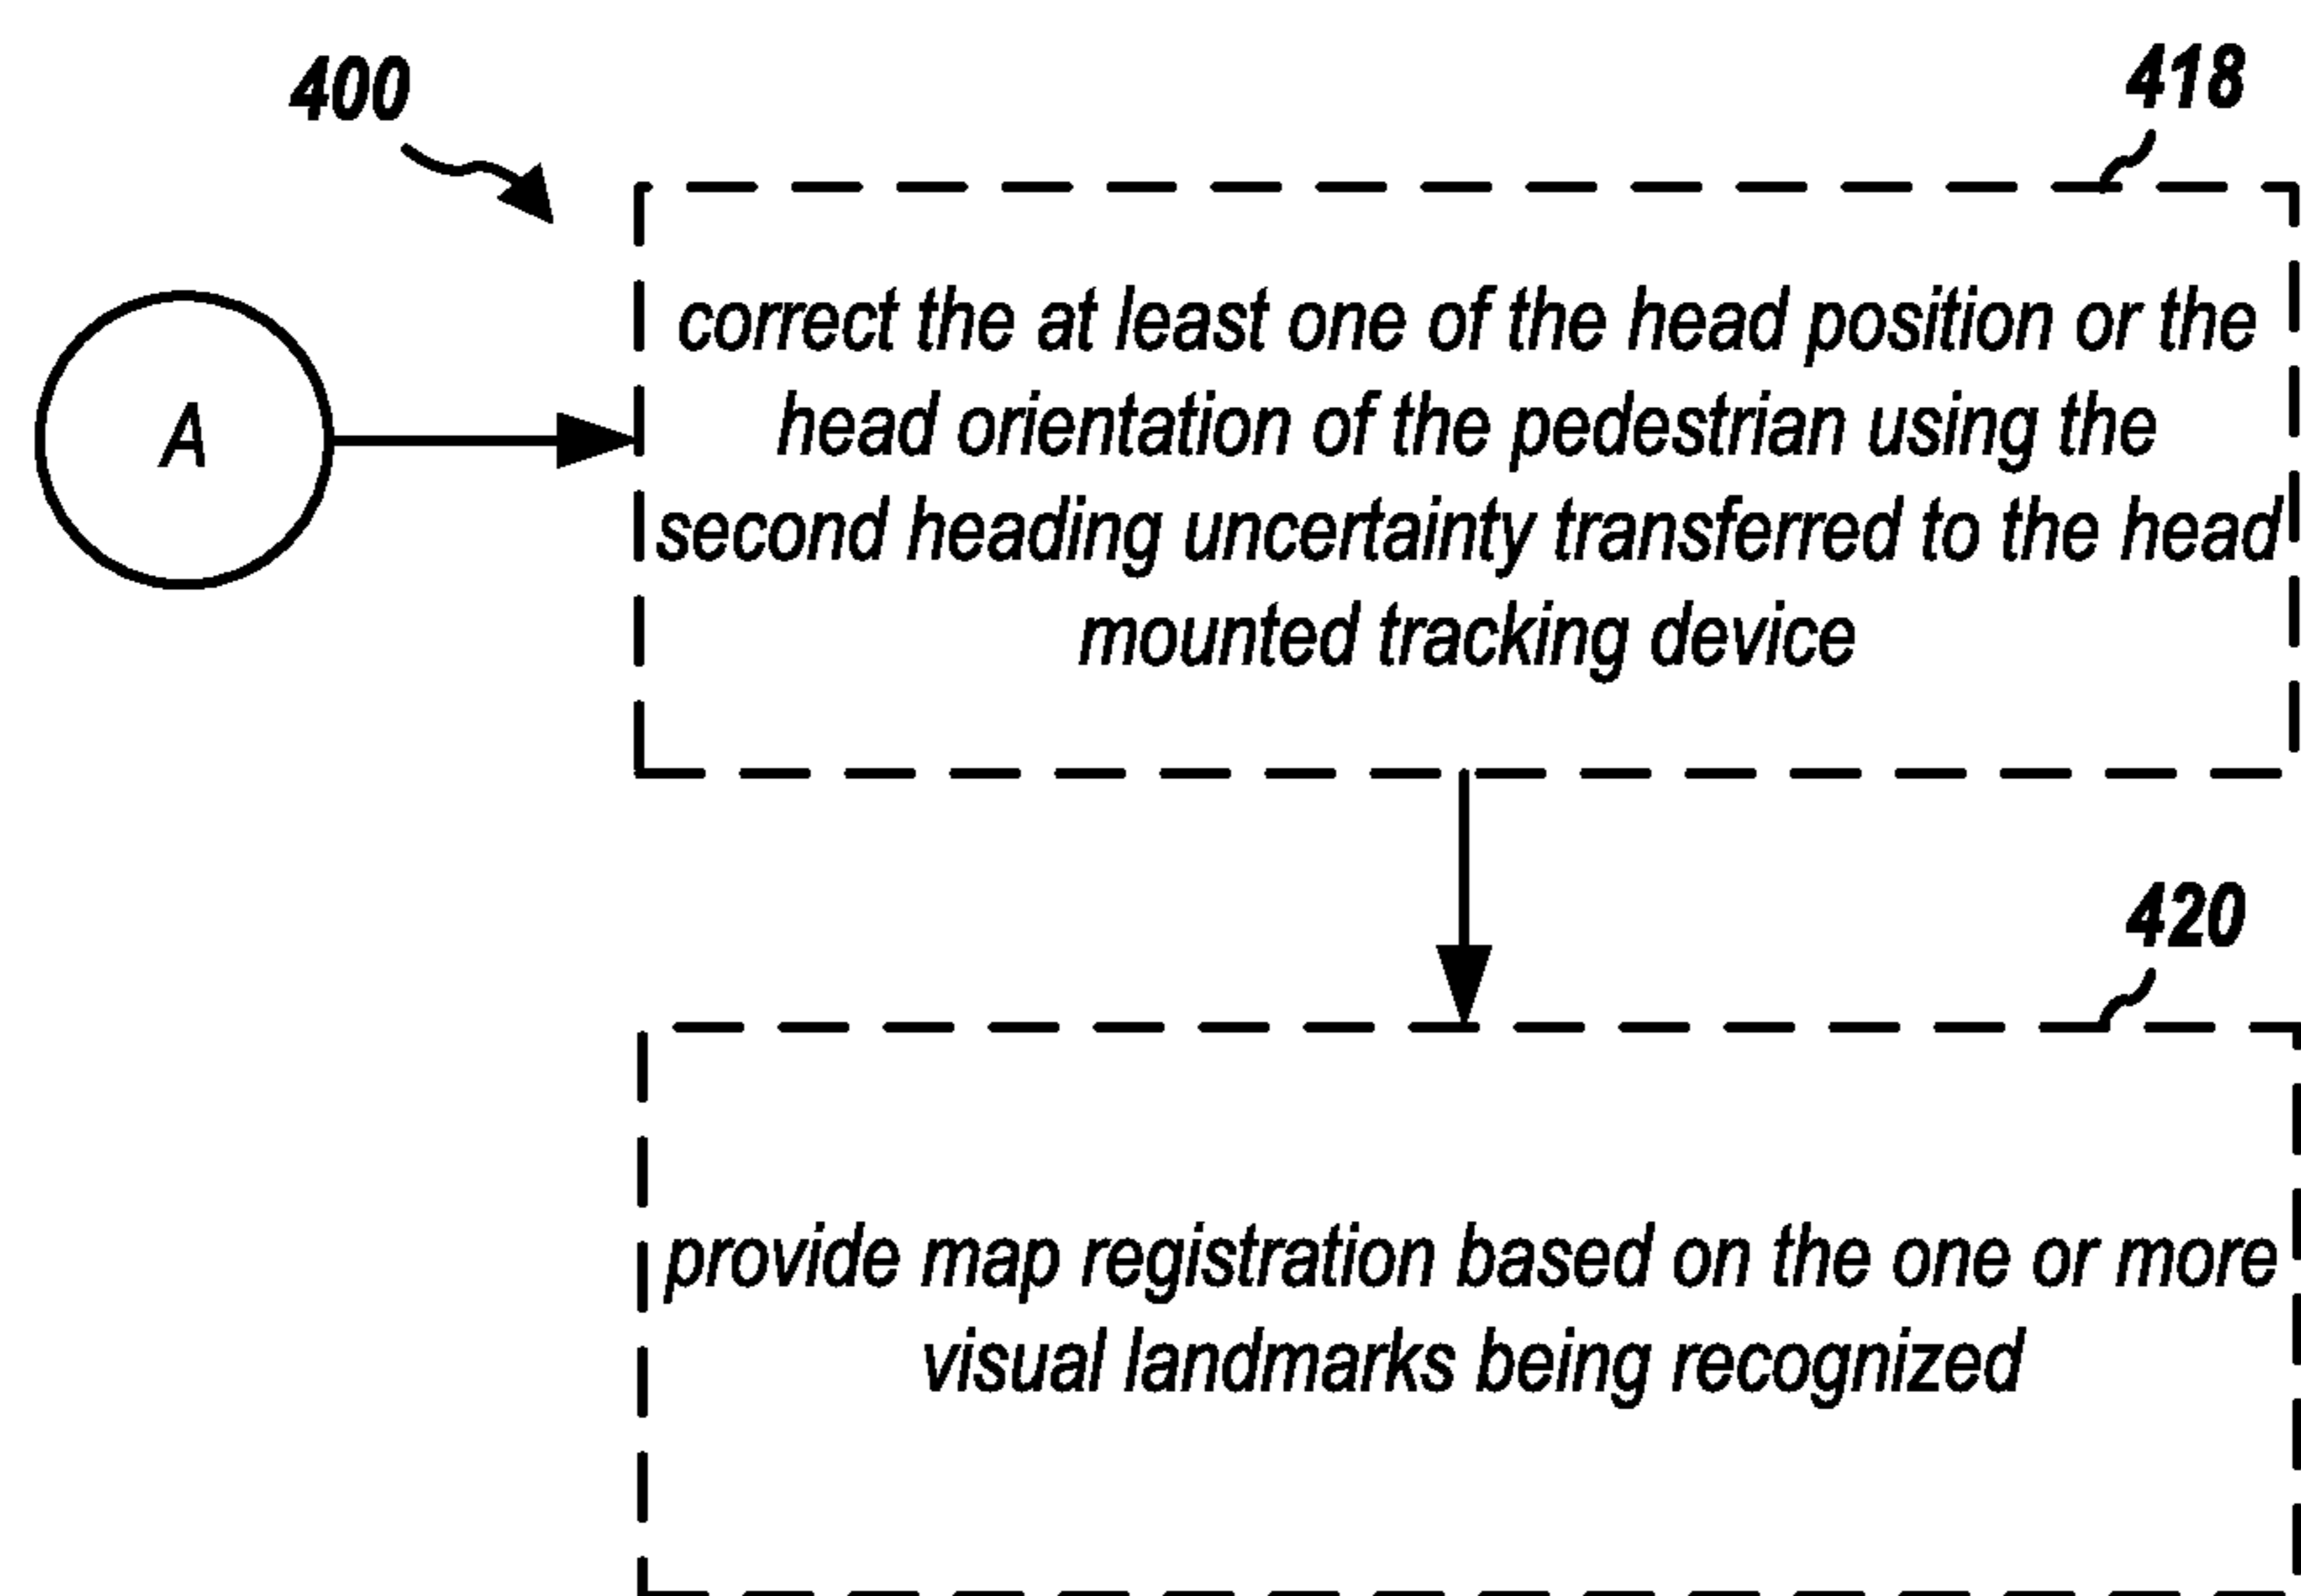 400
418
A
correct the at least one of the head position or the
head orientation of the pedestrian using the
second heading uncertainty transferred to the head
mounted tracking device
420
provide map registration based on the one or more
visual landmarks being recognized